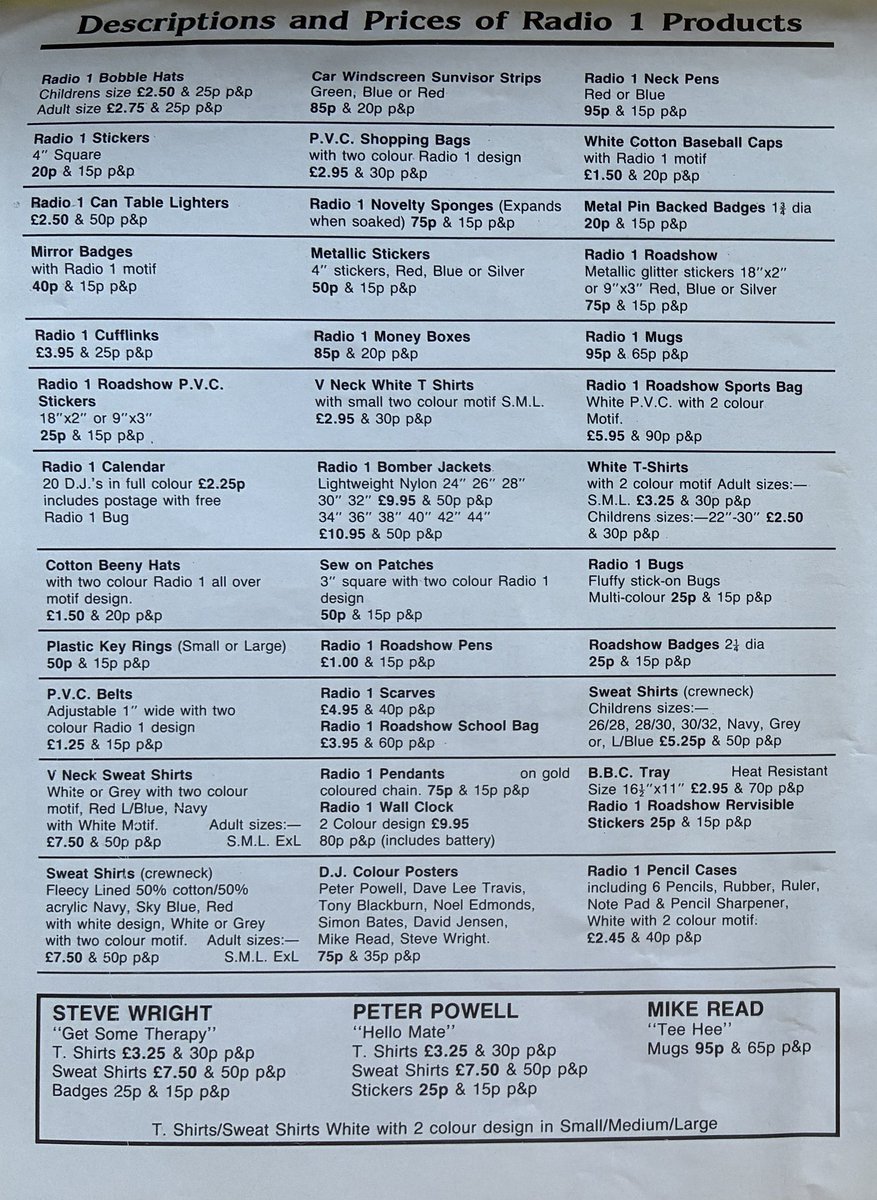 Descriptions and Prices of Radio 1 Products
Radio 1 Bobble Hats
Childrens size £2.50 & 25p p&p
Adult size £2.75 & 25p p&p
Car Windscreen Sunvisor Strips
Green, Blue or Red
85p & 20p p&p
Radio 1 Neck Pens
Red or Blue
95p & 15p p&p
Radio 1 Stickers
4" Square
20p & 15p p&p
P.V.C. Shopping Bags
with two colour Radio 1 design
£2.95 & 30p p&p
White Cotton Baseball Caps
with Radio 1 motif
£1.50 & 20p p&p
Radio 1 Can Table Lighters
£2.50 & 50p p&p
Radio 1 Novelty Sponges (Expands
when soaked) 75p & 15p p&p
Metal Pin Backed Badges 1¾ dia
20p & 15p p&p
Mirror Badges
with Radio 1 motif
40p & 15p p&p
Metallic Stickers
4" stickers, Red, Blue or Silver
50p & 15p p&p
Radio 1 Roadshow
Metallic glitter stickers 18"x2"
or 9"x3" Red, Blue or Silver
75p & 15p p&p
Radio 1 Cufflinks
£3.95 & 25p p&p
Radio 1 Money Boxes
85p & 20p p&p
Radio 1 Mugs
95p & 65p p&p
Radio 1 Roadshow P.V.C.
Stickers
18"x2" or 9"x3"
25p & 15p p&p
V Neck White T Shirts
with small two colour motif S.M.L.
£2.95 & 30p p&p
Radio 1 Roadshow Sports Bag
White P.V.C. with 2 colour
Motif.
£5.95 & 90p p&p
Radio 1 Calendar
20 D.J.'s in full colour £2.25p
includes postage with free
Radio 1 Bug
Radio 1 Bomber Jackets
Lightweight Nylon 24" 26" 28"
30" 32" £9.95 & 50p p&p
34" 36" 38" 40" 42" 44"
£10.95 & 50p p&p
White T-Shirts
with 2 colour motif Adult sizes:—
S.M.L. £3.25 & 30p p&p
Childrens sizes:—22"-30" £2.50
& 30p p&p
Cotton Beeny Hats
with two colour Radio 1 all over
motif design.
£1.50 & 20p p&p
Sew on Patches
3" square with two colour Radio 1
design
50p & 15p p&p
Radio 1 Bugs
Fluffy stick-on Bugs
Multi-colour 25p & 15p p&p
Plastic Key Rings (Small or Large)
50p & 15p p&p
Radio 1 Roadshow Pens
£1.00 & 15p p&p
Roadshow Badges 2¼ dia
25p & 15p p&p
P.V.C. Belts
Adjustable 1" wide with two
colour Radio 1 design
£1.25 & 15p p&p
Radio 1 Scarves
£4.95 & 40p p&p
Radio 1 Roadshow School Bag
£3.95 & 60p p&p
Sweat Shirts (crewneck)
Childrens sizes:—
26/28, 28/30, 30/32, Navy, Grey
or, L/Blue £5.25p & 50p p&p
V Neck Sweat Shirts
White or Grey with two colour
motif, Red L/Blue, Navy
with White Motif. Adult sizes:—
£7.50 & 50p p&p S.M.L. ExL
Radio 1 Pendants on gold
coloured chain. 75p & 15p p&p
Radio 1 Wall Clock
2 Colour design £9.95
80p p&p (includes battery)
B.B.C. Tray Heat Resistant
Size 16½"x11" £2.95 & 70p p&p
Radio 1 Roadshow Rervisible
Stickers 25p & 15p p&p
Sweat Shirts (crewneck)
Fleecy Lined 50% cotton/50%
acrylic Navy, Sky Blue, Red
with white design, White or Grey
with two colour motif. Adult sizes:—
£7.50 & 50p p&p S.M.L. ExL
D.J. Colour Posters
Peter Powell, Dave Lee Travis,
Tony Blackburn, Noel Edmonds,
Simon Bates, David Jensen,
Mike Read, Steve Wright.
75p & 35p p&p
Radio 1 Pencil Cases
including 6 Pencils, Rubber, Ruler,
Note Pad & Pencil Sharpener,
White with 2 colour motif.
£2.45 & 40p p&p
STEVE WRIGHT
"Get Some Therapy"
T. Shirts £3.25 & 30p p&p
Sweat Shirts £7.50 & 50p p&p
Badges 25p & 15p p&p
PETER POWELL
"Hello Mate"
T. Shirts £3.25 & 30p p&p
Sweat Shirts £7.50 & 50p p&p
Stickers 25p & 15p p&p
MIKE READ
"Tee Hee"
Mugs 95p & 65p p&p
T. Shirts/Sweat Shirts White with 2 colour design in Small/Medium/Large